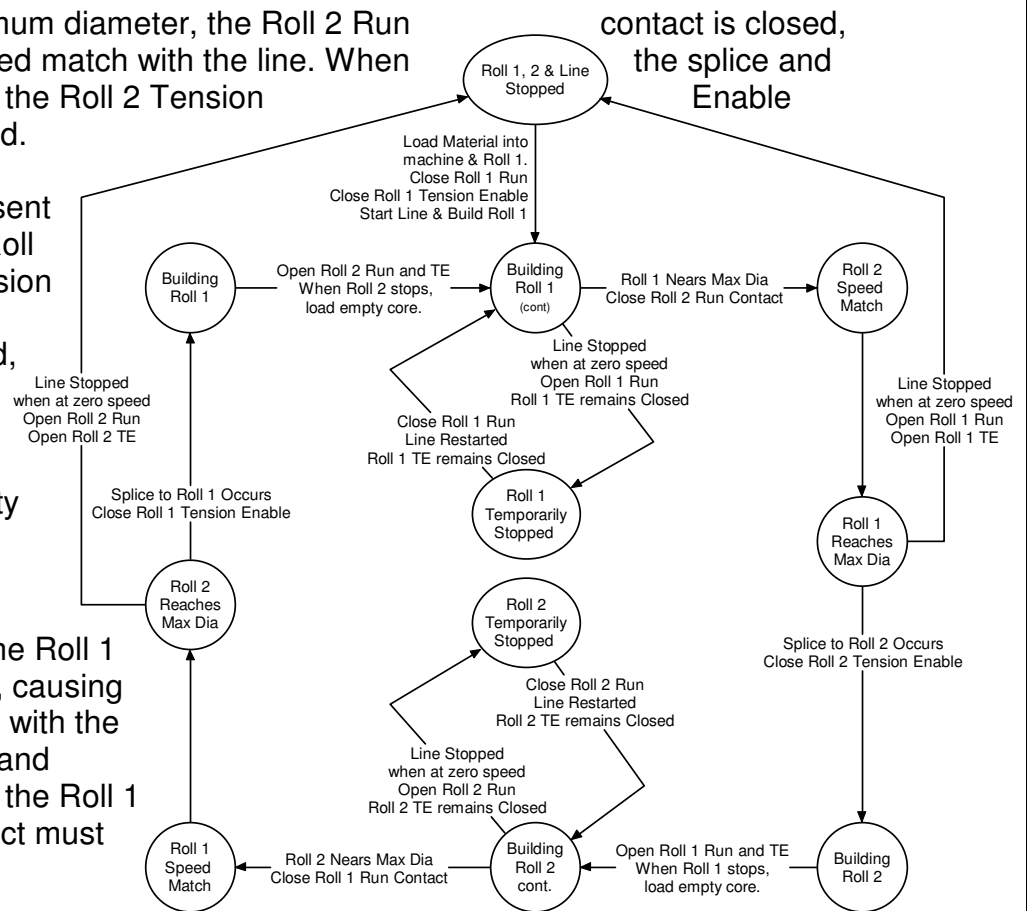 num diameter, the Roll 2 Run
ed match with the line. When
the Roll 2 Tension
d.
contact is closed,
the splice and
Enable
sent
Roll
sion
d,
ty
he Roll 1
, causing
with the
and
the Roll 1
ct must
Roll 1, 2 & Line
Stopped
Load Material into
machine & Roll 1.
Close Roll 1 Run
Close Roll 1 Tension Enable
Start Line & Build Roll 1
Building
Roll 1
Open Roll 2 Run and TE
When Roll 2 stops,
load empty core.
Building
Roll 1
(cont)
Roll 1 Nears Max Dia
Close Roll 2 Run Contact
Roll 2
Speed
Match
Line Stopped
when at zero speed
Open Roll 1 Run
Roll 1 TE remains Closed
Close Roll 1 Run
Line Restarted
Roll 1 TE remains Closed
Roll 1
Temporarily
Stopped
Line Stopped
when at zero speed
Open Roll 2 Run
Open Roll 2 TE
Line Stopped
when at zero speed
Open Roll 1 Run
Open Roll 1 TE
Splice to Roll 1 Occurs
Close Roll 1 Tension Enable
Roll 1
Reaches
Max Dia
Roll 2
Reaches
Max Dia
Roll 2
Temporarily
Stopped
Splice to Roll 2 Occurs
Close Roll 2 Tension Enable
Close Roll 2 Run
Line Restarted
Roll 2 TE remains Closed
Line Stopped
when at zero speed
Open Roll 2 Run
Roll 2 TE remains Closed
Roll 1
Speed
Match
Roll 2 Nears Max Dia
Close Roll 1 Run Contact
Building
Roll 2
cont.
Open Roll 1 Run and TE
When Roll 1 stops,
load empty core.
Building
Roll 2